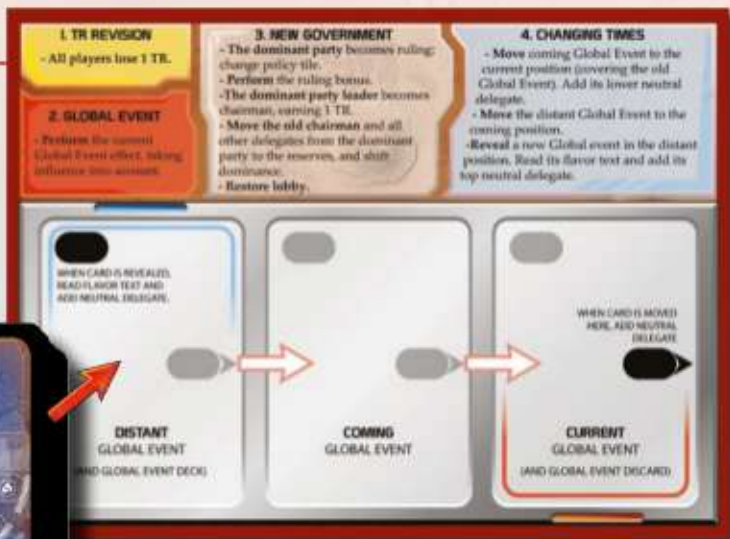 1. TR REVISION
- All players lose 1 TR.
2. GLOBAL EVENT
- Perform the current
Global Event effect, taking
influence into account.
3. NEW GOVERNMENT
- The dominant party becomes ruling;
change policy tile.
- Perform the ruling bonus.
-The dominant party leader becomes
chairman, earning 1 TR.
- Move the old chairman and all
other delegates from the dominant
party to the reserves, and shift
dominance.
- Restore lobby.
4. CHANGING TIMES
- Move coming Global Event to the
current position (covering the old
Global Event). Add its lower neutral
delegate.
- Move the distant Global Event to the
coming position.
-Reveal a new Global event in the distant
position. Read its flavor text and add its
top neutral delegate.
WHEN CARD IS REVEALED,
READ FLAVOR TEXT AND
ADD NEUTRAL DELEGATE.
DISTANT
GLOBAL EVENT
(AND GLOBAL EVENT DECK)
COMING
GLOBAL EVENT
WHEN CARD IS MOVED
HERE, ADD NEUTRAL
DELEGATE
CURRENT
GLOBAL EVENT
(AND GLOBAL EVENT DISCARD)